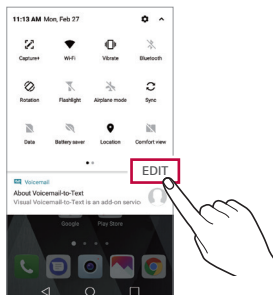 11:13 AM Mon, Feb 27
Capture+ Wi-Fi Vibrate Bluetooth
Rotation Flashlight Airplane mode Sync
Data Battery saver Location Comfort view
EDIT
Voicemail
About Voicemail-to-Text
Visual Voicemail-to-Text is an add-on servic
Google Play Store